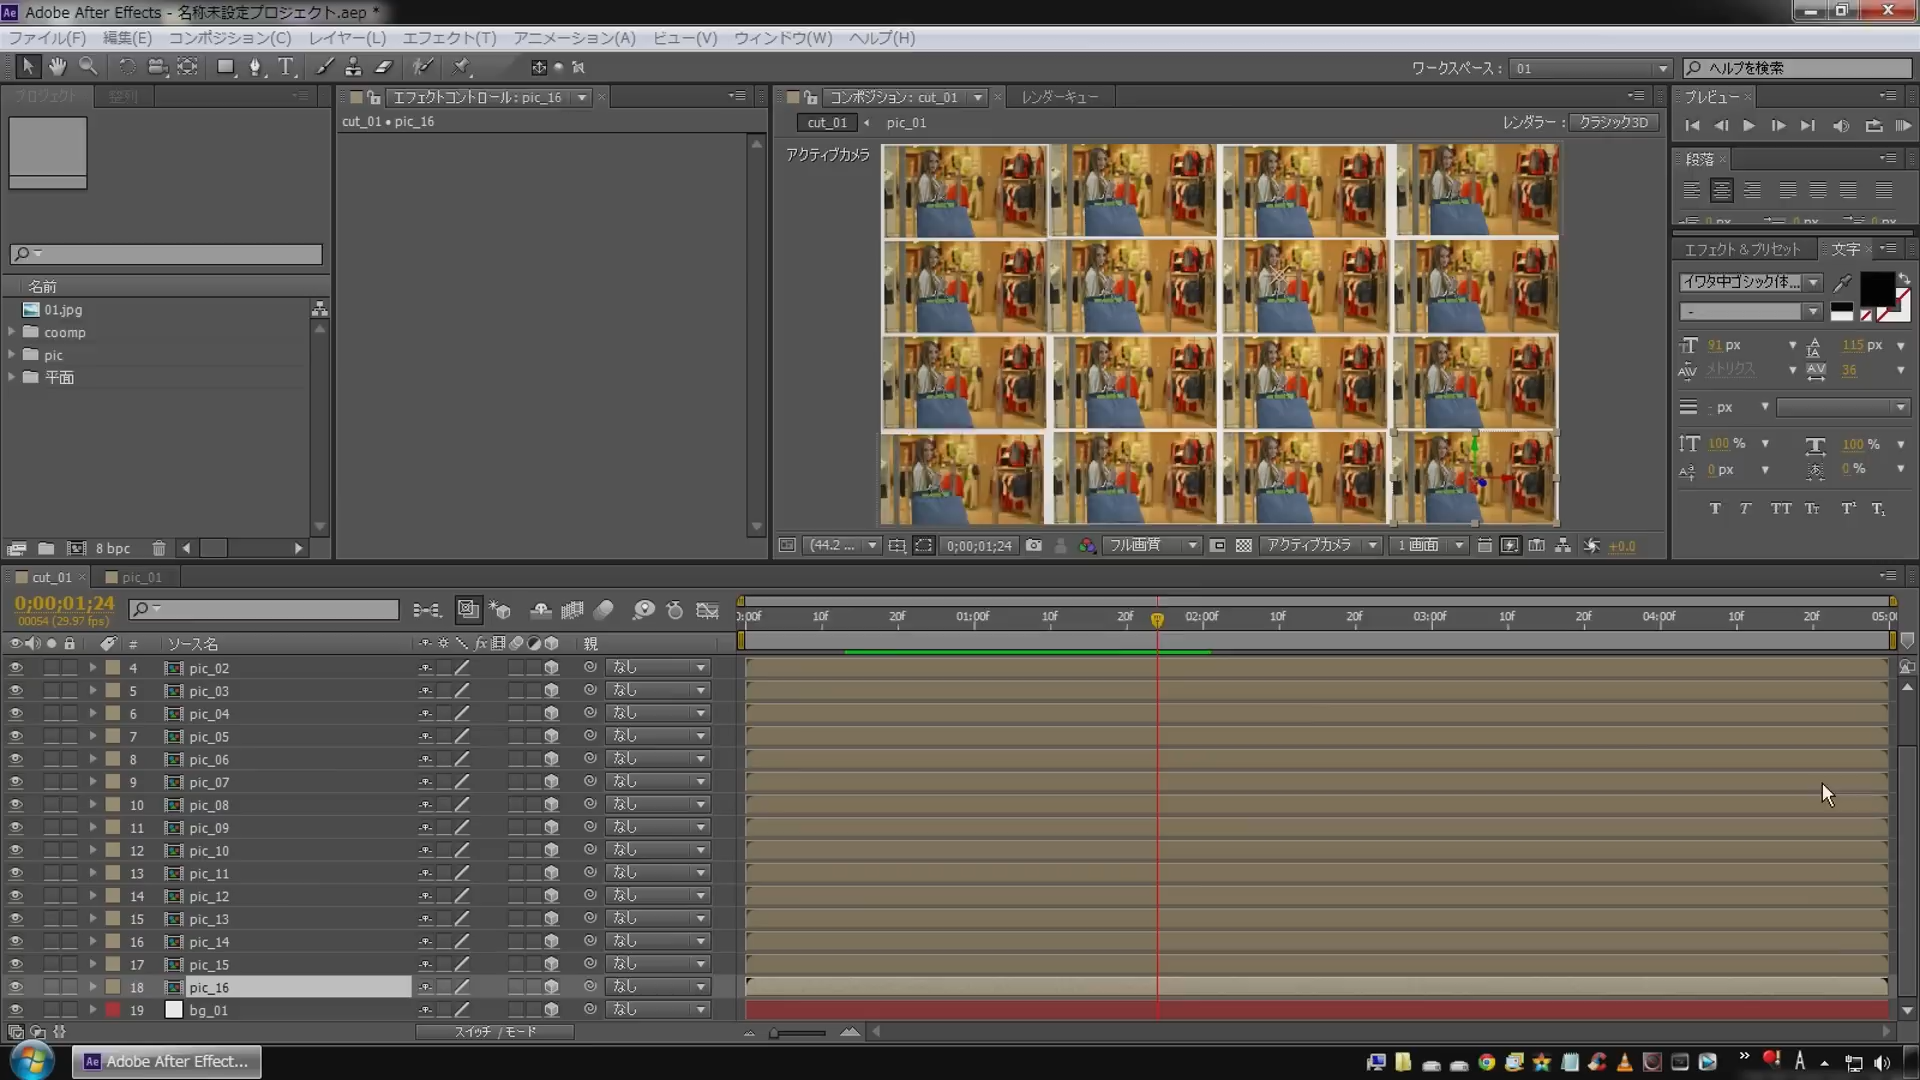 Adobe After Effects - 名称未設定プロジェクト.aep *
ファイル(F) 編集(E) コンポジション(C) レイヤー(L) エフェクト(T) アニメーション(A) ビュー(V) ウィンドウ(W) ヘルプ(H)
ワークスペース: 01 ヘルプを検索
プロジェクト 整列 エフェクトコントロール: pic_16 コンポジション: cut_01 レンダーキュー プレビュー
cut_01 • pic_16 cut_01 pic_01 レンダラー: クラシック3D
アクティブカメラ
段落
0 px 0 px 0 px
エフェクト&プリセット 文字
イワタ中ゴシック体...
-
91 px 115 px
メトリクス 36
- px
100 % 100 %
0 px 0 %
T T TT Tr T¹ T₁
名前
01.jpg
coomp
pic
平面
8 bpc
(44.2 ... 0;00;01;24 フル画質 アクティブカメラ 1 画面 +0.0
cut_01 pic_01
0;00;01;24
00054 (29.97 fps)
0:00f 10f 20f 01:00f 10f 20f 02:00f 10f 20f 03:00f 10f 20f 04:00f 10f 20f 05:00
# ソース名 fx 親
4 pic_02 なし
5 pic_03 なし
6 pic_04 なし
7 pic_05 なし
8 pic_06 なし
9 pic_07 なし
10 pic_08 なし
11 pic_09 なし
12 pic_10 なし
13 pic_11 なし
14 pic_12 なし
15 pic_13 なし
16 pic_14 なし
17 pic_15 なし
18 pic_16 なし
19 bg_01 なし
スイッチ / モード
Ae Adobe After Effect... A